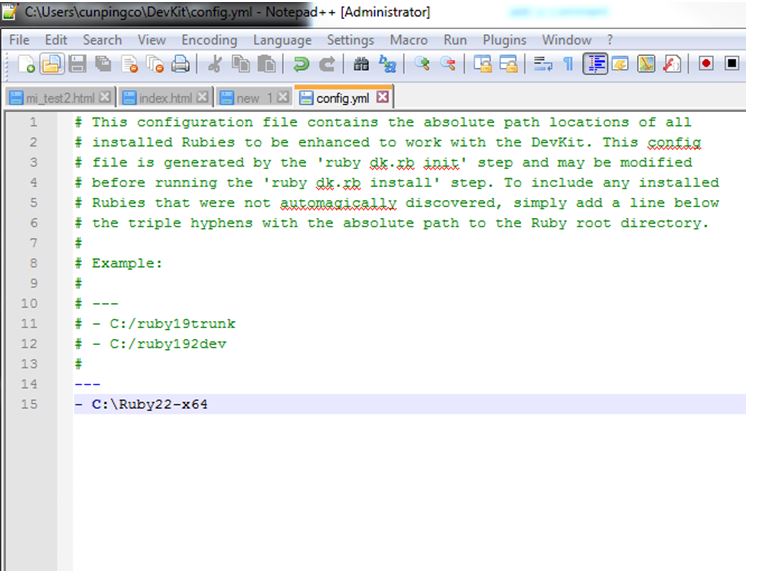 C:\Users\cunpingco\DevKit\config.yml - Notepad++ [Administrator]
File Edit Search View Encoding Language Settings Macro Run Plugins Window ?
mi_test2.html index.html new 1 config.yml
1 # This configuration file contains the absolute path locations of all
2 # installed Rubies to be enhanced to work with the DevKit. This config
3 # file is generated by the 'ruby dk.rb init' step and may be modified
4 # before running the 'ruby dk.rb install' step. To include any installed
5 # Rubies that were not automagically discovered, simply add a line below
6 # the triple hyphens with the absolute path to the Ruby root directory.
7 #
8 # Example:
9 #
10 # ---
11 # - C:/ruby19trunk
12 # - C:/ruby192dev
13 #
14 ---
15 - C:\Ruby22-x64